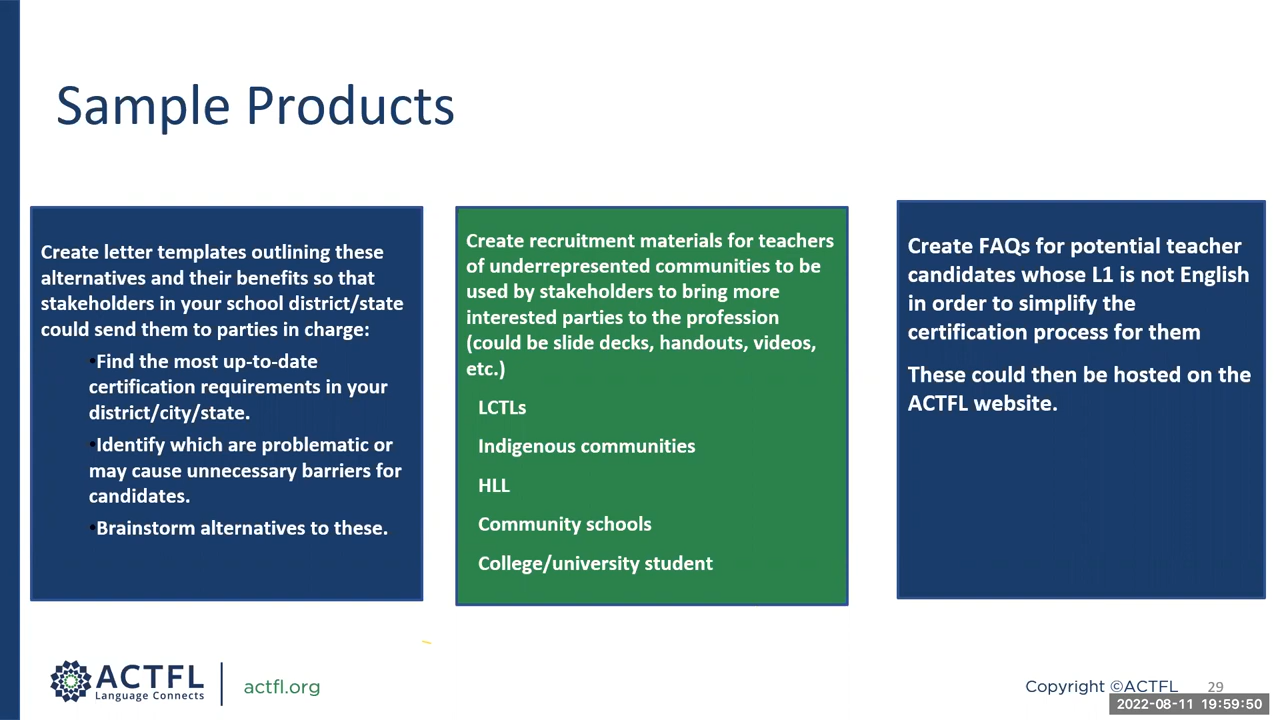 Sample Products
Create letter templates outlining these
alternatives and their benefits so that
stakeholders in your school district/state
could send them to parties in charge:
•Find the most up-to-date
certification requirements in your
district/city/state.
•Identify which are problematic or
may cause unnecessary barriers for
candidates.
•Brainstorm alternatives to these.
Create recruitment materials for teachers
of underrepresented communities to be
used by stakeholders to bring more
interested parties to the profession
(could be slide decks, handouts, videos,
etc.)
LCTLs
Indigenous communities
HLL
Community schools
College/university student
Create FAQs for potential teacher
candidates whose L1 is not English
in order to simplify the
certification process for them
These could then be hosted on the
ACTFL website.
ACTFL
Language Connects
actfl.org
Copyright ©ACTFL
29
2022-08-11 19:59:50